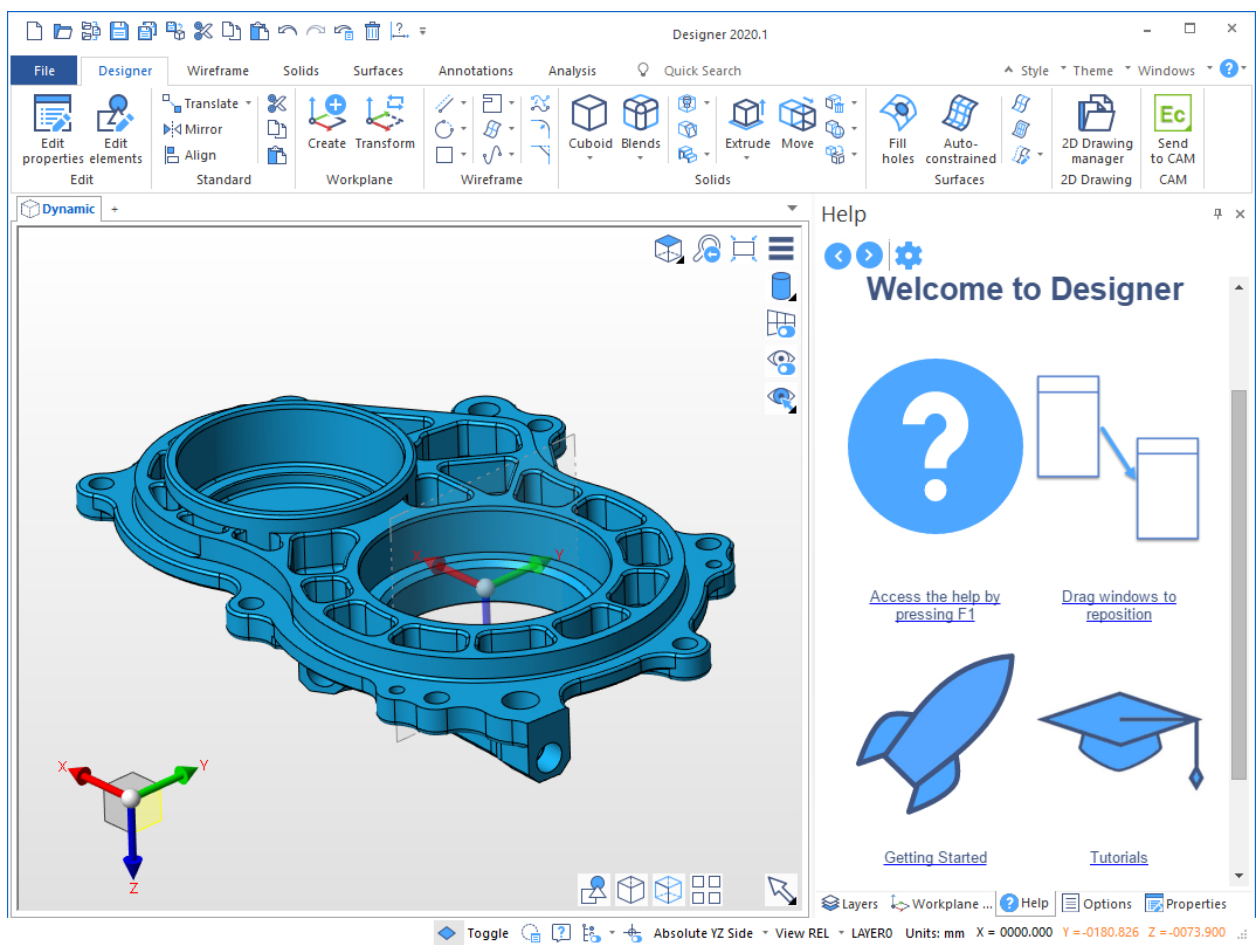 Designer 2020.1
File Designer Wireframe Solids Surfaces Annotations Analysis Quick Search Style Theme Windows ?
Edit properties
Edit elements
Edit
Translate
Mirror
Align
Standard
Create Transform
Workplane
Wireframe
Cuboid Blends Extrude Move
Solids
Fill holes
Auto-constrained
Surfaces
2D Drawing manager
2D Drawing
Ec
Send to CAM
CAM
Dynamic +
X Y
X Y
Z
Help
Welcome to Designer
?
Access the help by
pressing F1
Drag windows to
reposition
Getting Started
Tutorials
Layers Workplane ... ? Help Options Properties
Toggle ? Absolute YZ Side View REL LAYER0 Units: mm X = 0000.000 Y = -0180.826 Z = -0073.900